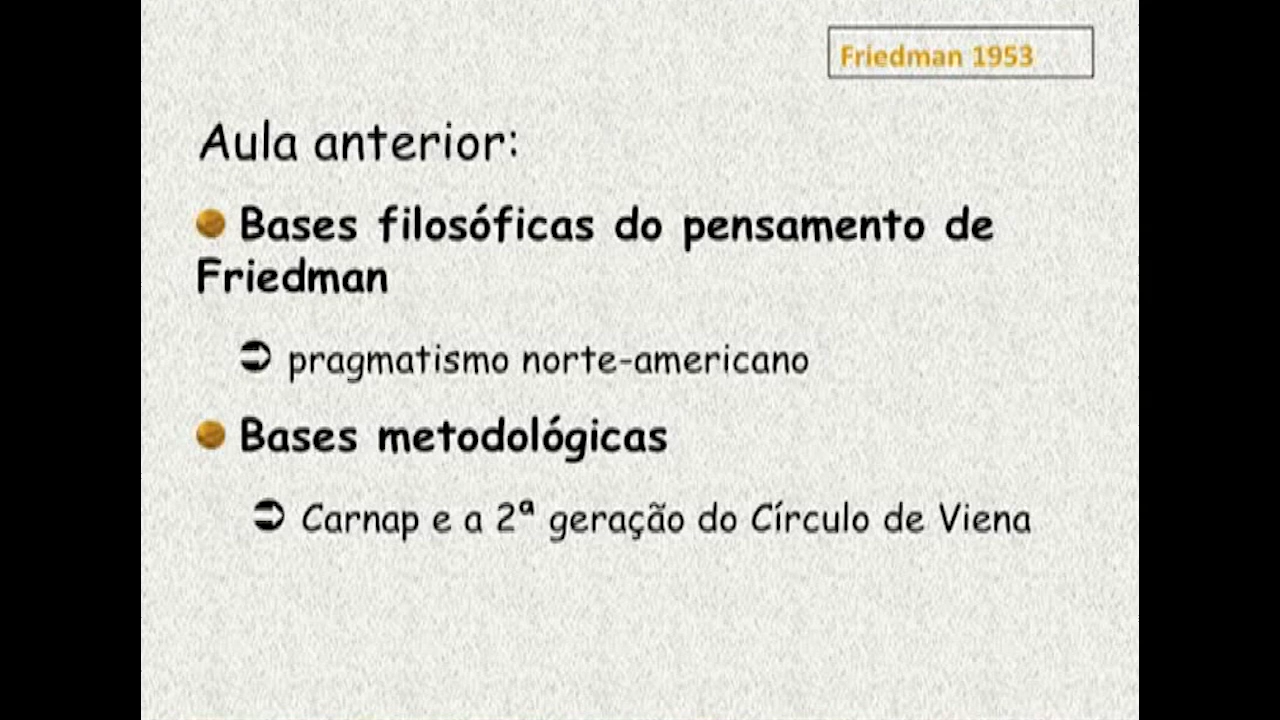 Friedman 1953
Aula anterior:
Bases filosóficas do pensamento de
Friedman
pragmatismo norte-americano
Bases metodológicas
Carnap e a 2ª geração do Círculo de Viena